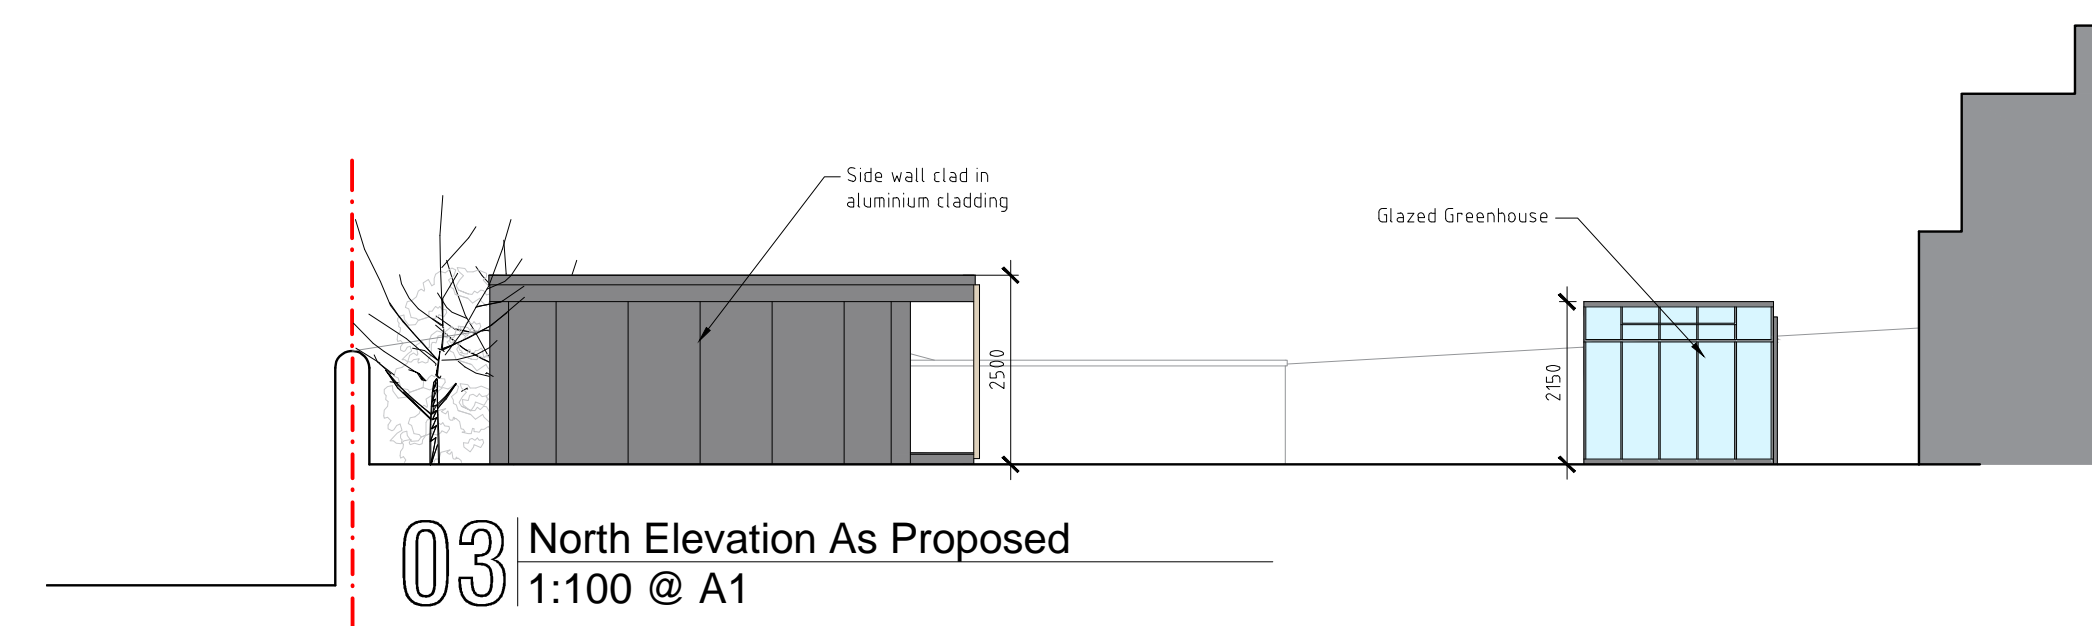 Side wall clad in
aluminium cladding
Glazed Greenhouse
2500
2150
03
North Elevation As Proposed
1:100 @ A1